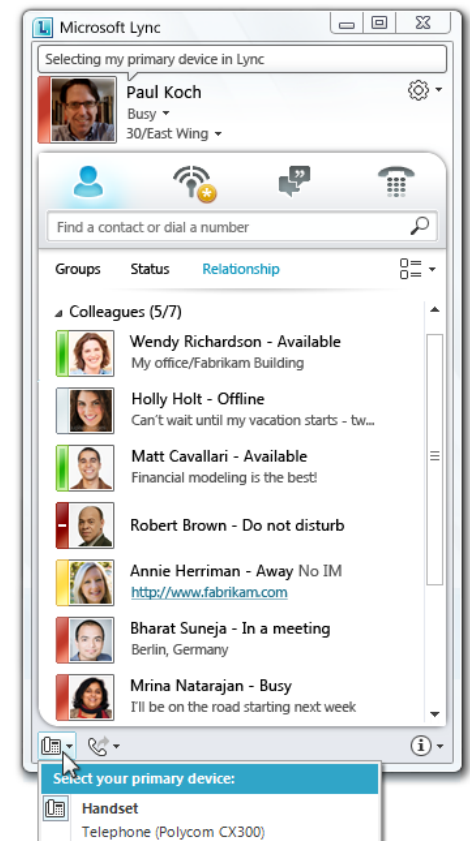 Microsoft Lync
Selecting my primary device in Lync
Paul Koch
Busy
30/East Wing
Find a contact or dial a number
Groups Status Relationship
Colleagues (5/7)
Wendy Richardson - Available
My office/Fabrikam Building
Holly Holt - Offline
Can't wait until my vacation starts - tw...
Matt Cavallari - Available
Financial modeling is the best!
Robert Brown - Do not disturb
Annie Herriman - Away No IM
http://www.fabrikam.com
Bharat Suneja - In a meeting
Berlin, Germany
Mrina Natarajan - Busy
I'll be on the road starting next week
Select your primary device:
Handset
Telephone (Polycom CX300)